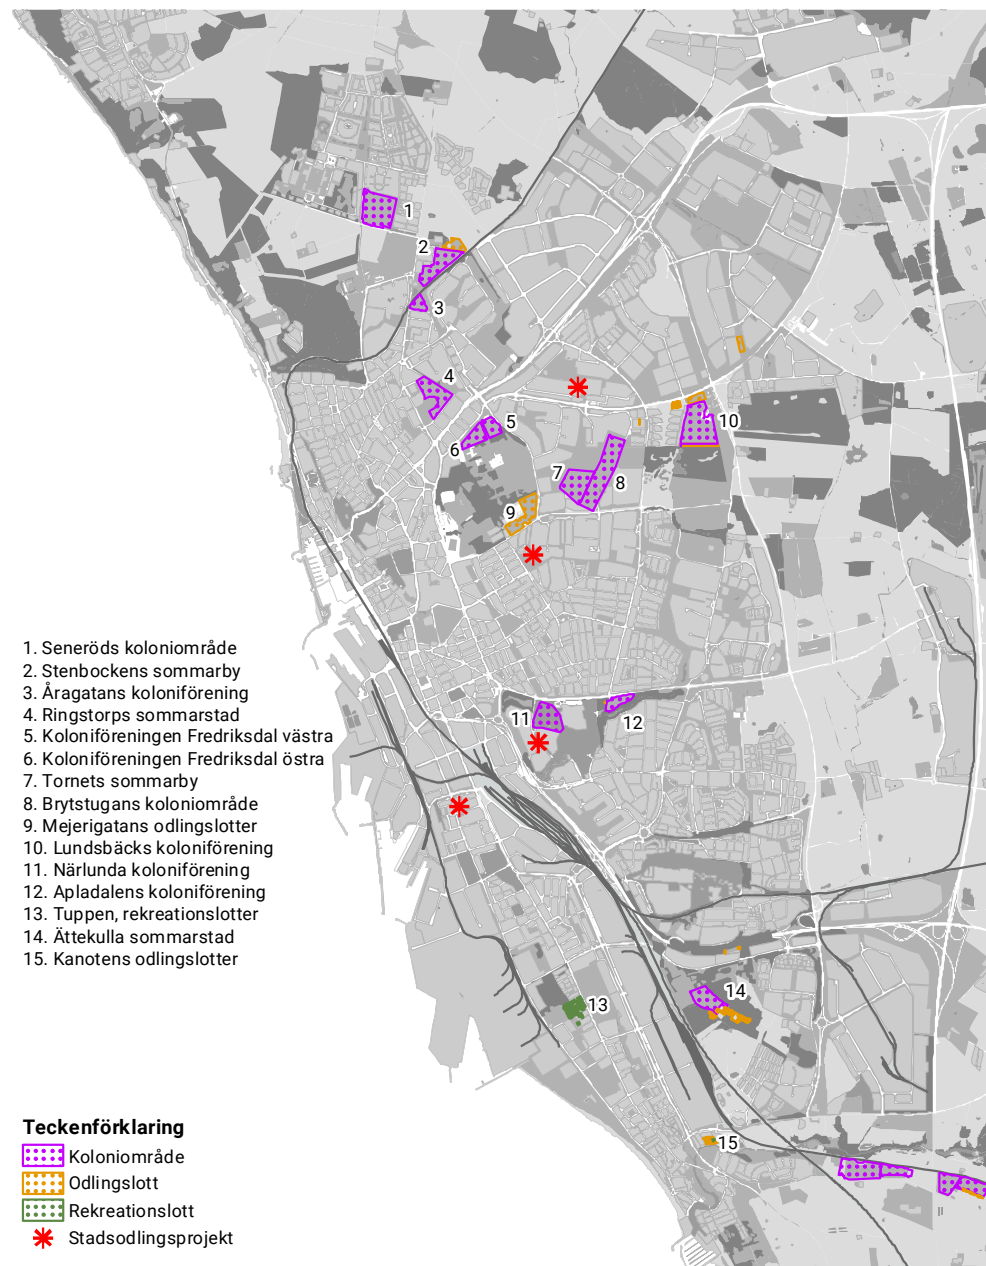 1
2
3
4
5
6
7
8
9
10
11
12
13
14
15
1. Seneröds koloniområde
2. Stenbockens sommarby
3. Åragatans koloniförening
4. Ringstorps sommarstad
5. Koloniföreningen Fredriksdal västra
6. Koloniföreningen Fredriksdal östra
7. Tornets sommarby
8. Brytstugans koloniområde
9. Mejerigatans odlingslotter
10. Lundsbäcks koloniförening
11. Närlunda koloniförening
12. Apladalens koloniförening
13. Tuppen, rekreationslotter
14. Ättekulla sommarstad
15. Kanotens odlingslotter
Teckenförklaring
Koloniområde
Odlingslott
Rekreationslott
Stadsodlingsprojekt